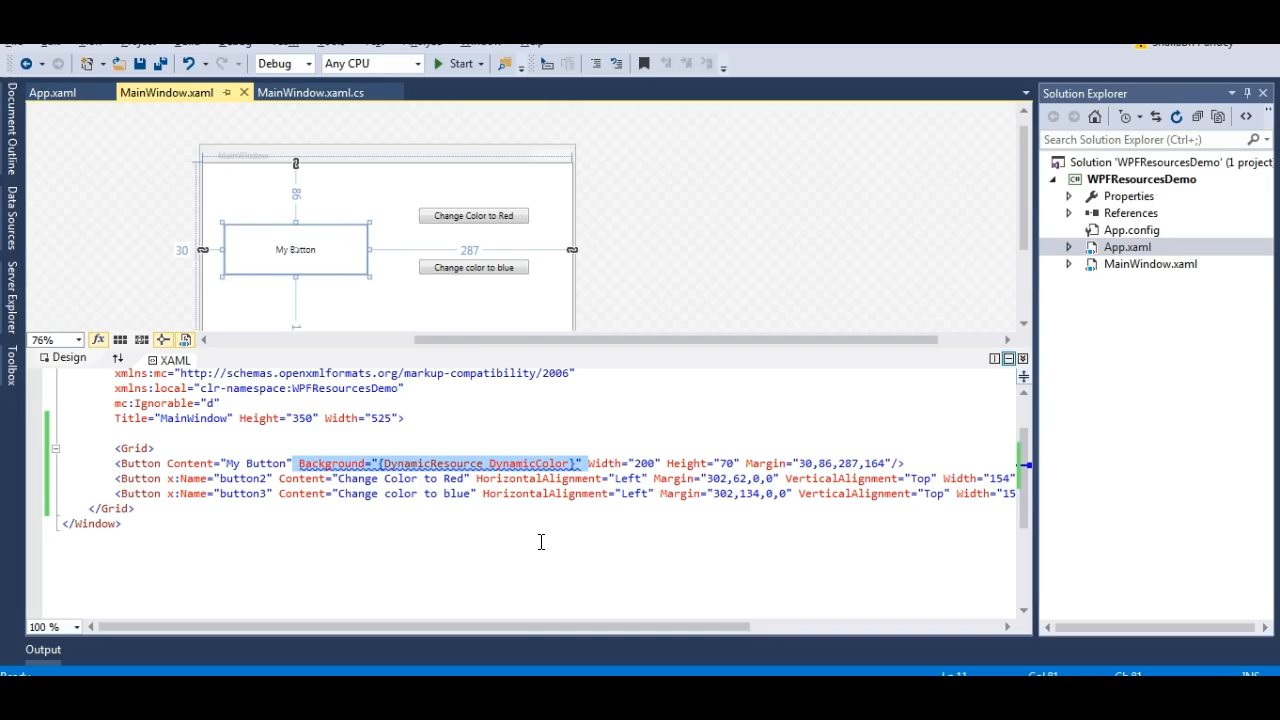 Debug
Any CPU
Start
App.xaml
MainWindow.xaml
MainWindow.xaml.cs
Document Outline
Data Sources
Server Explorer
Toolbox
MainWindow
86
Change Color to Red
30
My Button
287
Change color to blue
76%
Design
XAML
xmlns:mc="http://schemas.openxmlformats.org/markup-compatibility/2006"
xmlns:local="clr-namespace:WPFResourcesDemo"
mc:Ignorable="d"
Title="MainWindow" Height="350" Width="525">
<Grid>
<Button Content="My Button" Background="{DynamicResource DynamicColor}" Width="200" Height="70" Margin="30,86,287,164"/>
<Button x:Name="button2" Content="Change Color to Red" HorizontalAlignment="Left" Margin="302,62,0,0" VerticalAlignment="Top" Width="154"
<Button x:Name="button3" Content="Change color to blue" HorizontalAlignment="Left" Margin="302,134,0,0" VerticalAlignment="Top" Width="15
</Grid>
</Window>
100 %
Output
Solution Explorer
Search Solution Explorer (Ctrl+;)
Solution 'WPFResourcesDemo' (1 project
WPFResourcesDemo
Properties
References
App.config
App.xaml
MainWindow.xaml